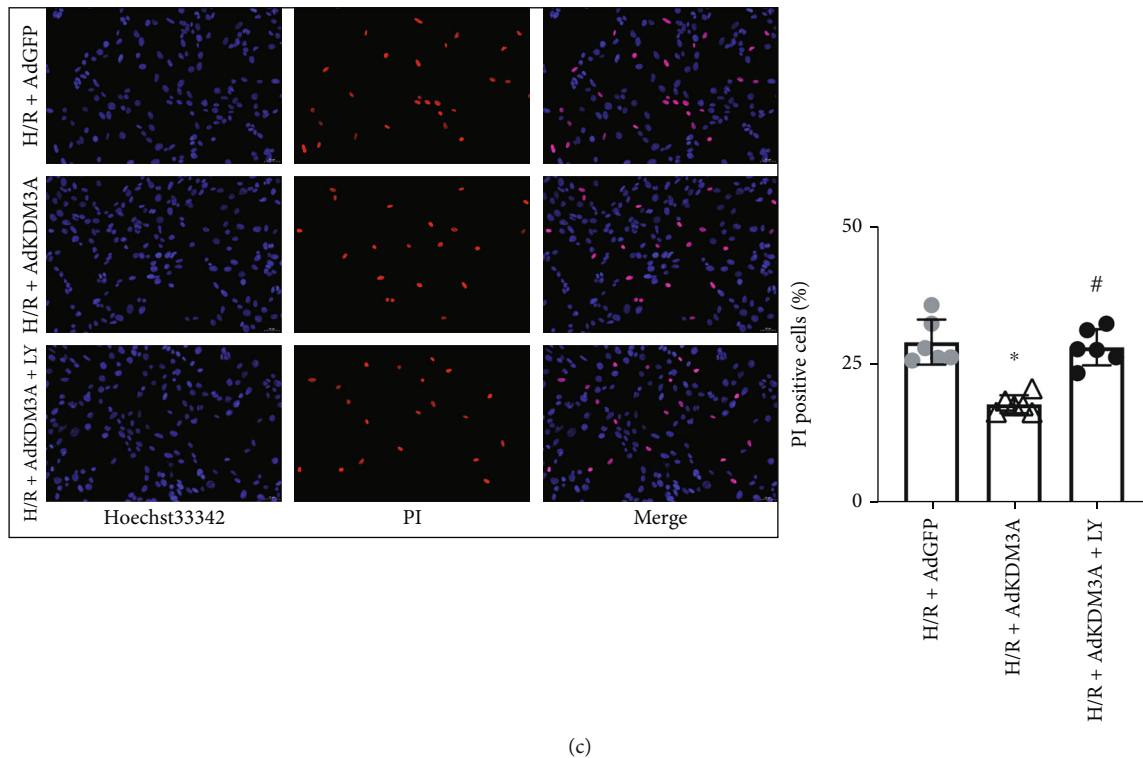 H/R + AdGFP
H/R + AdKDM3A
H/R + AdKDM3A + LY
Hoechst33342
PI
Merge
PI positive cells (%)
50
25
0
*
#
H/R + AdGFP
H/R + AdKDM3A
H/R + AdKDM3A + LY
(c)